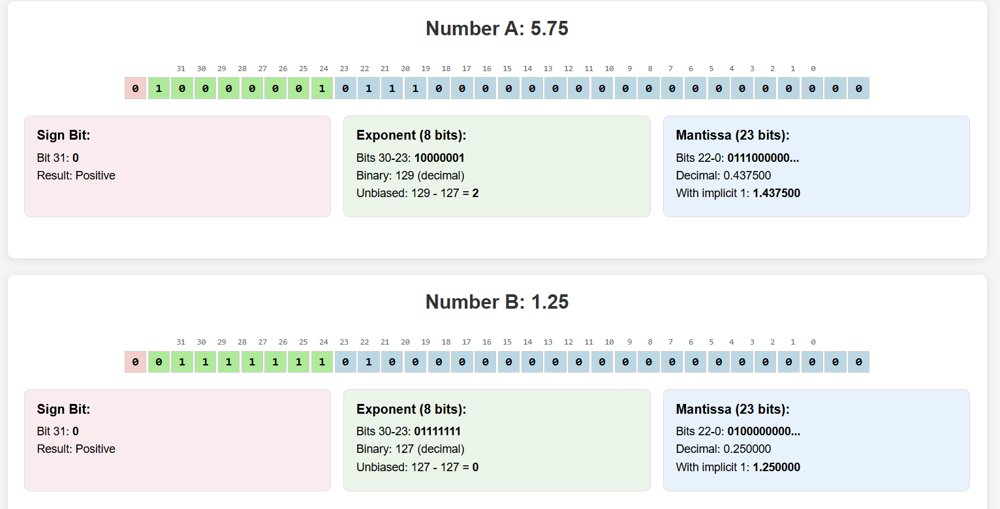 Number A: 5.75
31 30 29 28 27 26 25 24 23 22 21 20 19 18 17 16 15 14 13 12 11 10 9 8 7 6 5 4 3 2 1 0
0 1 0 0 0 0 0 0 1 0 1 1 1 0 0 0 0 0 0 0 0 0 0 0 0 0 0 0 0 0 0 0
Sign Bit:
Bit 31: 0
Result: Positive
Exponent (8 bits):
Bits 30-23: 10000001
Binary: 129 (decimal)
Unbiased: 129 - 127 = 2
Mantissa (23 bits):
Bits 22-0: 0111000000...
Decimal: 0.437500
With implicit 1: 1.437500
Number B: 1.25
31 30 29 28 27 26 25 24 23 22 21 20 19 18 17 16 15 14 13 12 11 10 9 8 7 6 5 4 3 2 1 0
0 0 1 1 1 1 1 1 1 0 1 0 0 0 0 0 0 0 0 0 0 0 0 0 0 0 0 0 0 0 0 0
Sign Bit:
Bit 31: 0
Result: Positive
Exponent (8 bits):
Bits 30-23: 01111111
Binary: 127 (decimal)
Unbiased: 127 - 127 = 0
Mantissa (23 bits):
Bits 22-0: 0100000000...
Decimal: 0.250000
With implicit 1: 1.250000